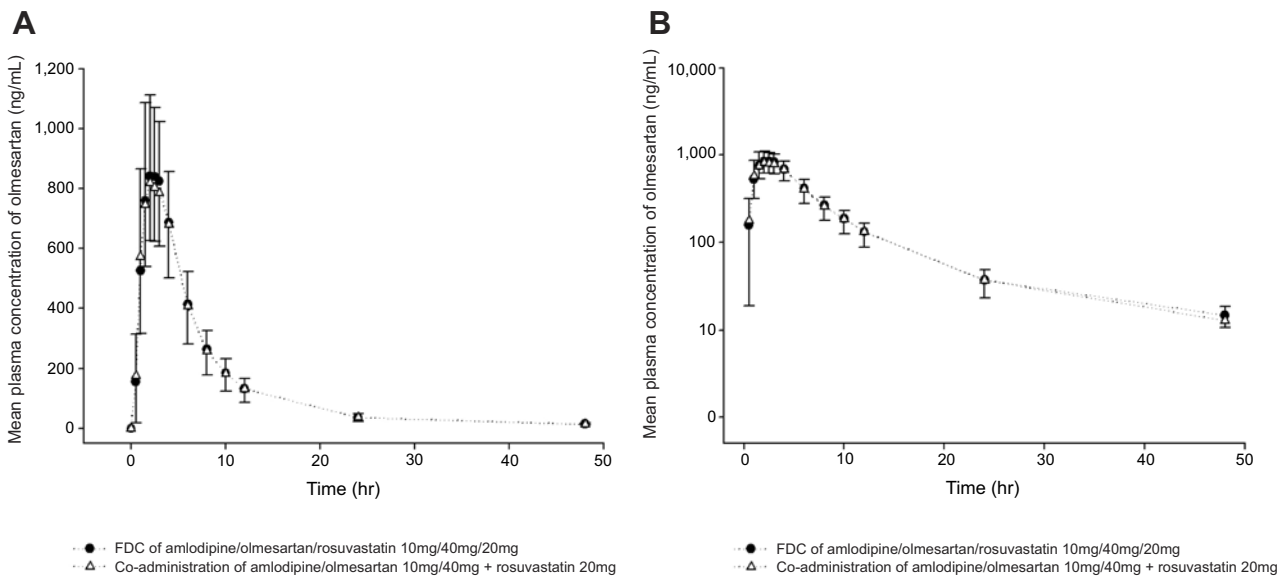 A
Mean plasma concentration of olmesartan (ng/mL)
1,200
1,000
800
600
400
200
0
0 10 20 30 40 50
Time (hr)
FDC of amlodipine/olmesartan/rosuvastatin 10mg/40mg/20mg
Co-administration of amlodipine/olmesartan 10mg/40mg + rosuvastatin 20mg
B
Mean plasma concentration of olmesartan (ng/mL)
10,000
1,000
100
10
0
0 10 20 30 40 50
Time (hr)
FDC of amlodipine/olmesartan/rosuvastatin 10mg/40mg/20mg
Co-administration of amlodipine/olmesartan 10mg/40mg + rosuvastatin 20mg